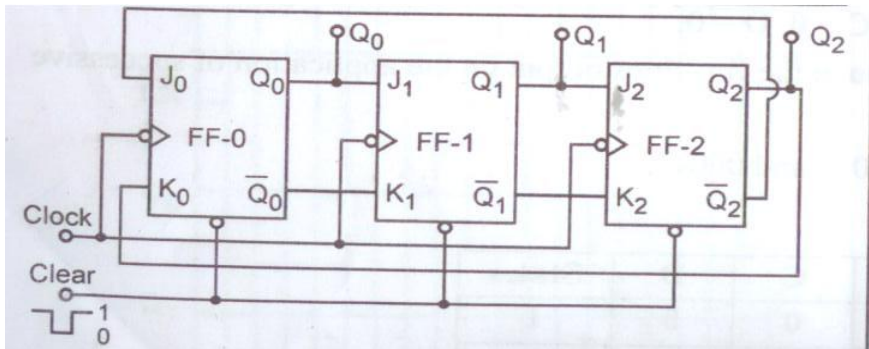 Q0 Q1 Q2
J0 Q0 J1 Q1 J2 Q2
FF-0 FF-1 FF-2
K0 Q̅0 K1 Q̅1 K2 Q̅2
Clock
Clear
1
0